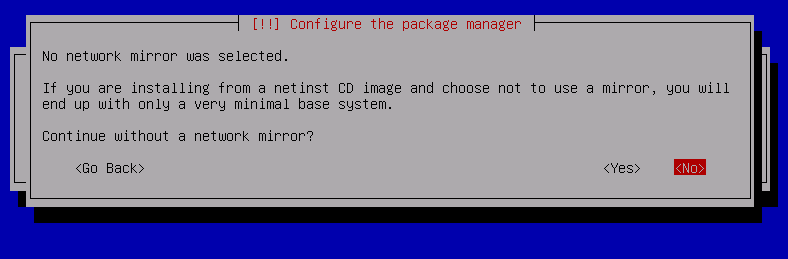 [!!] Configure the package manager
No network mirror was selected.
If you are installing from a netinst CD image and choose not to use a mirror, you will
end up with only a very minimal base system.
Continue without a network mirror?
<Go Back> <Yes> <No>